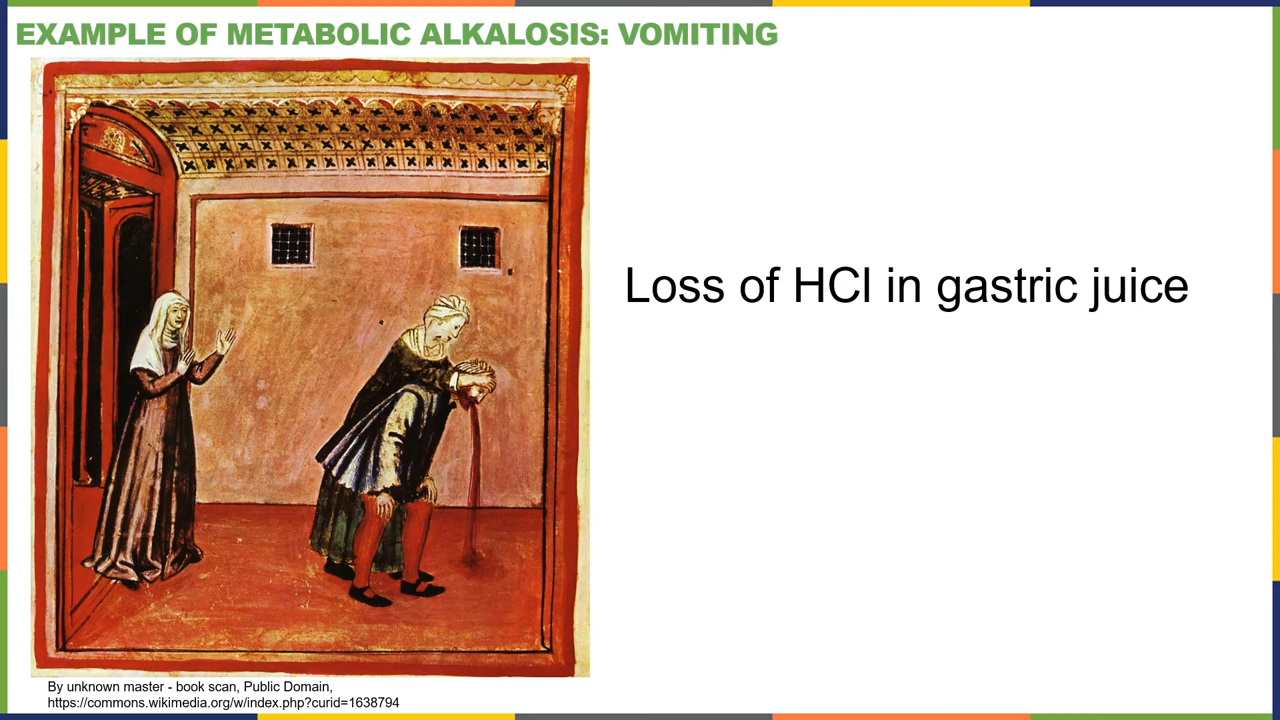 EXAMPLE OF METABOLIC ALKALOSIS: VOMITING
Loss of HCl in gastric juice
By unknown master - book scan, Public Domain,
https://commons.wikimedia.org/w/index.php?curid=1638794